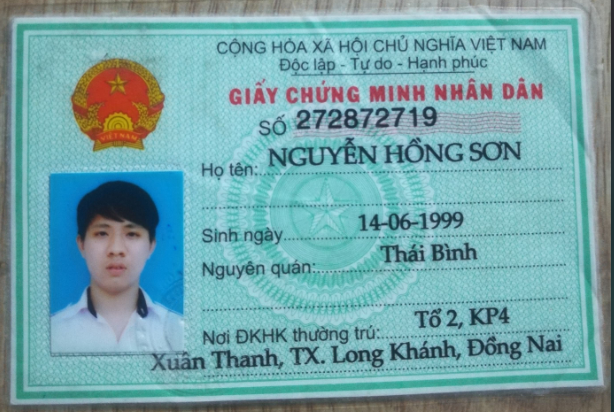 CỘNG HÒA XÃ HỘI CHỦ NGHĨA VIỆT NAM
Độc lập - Tự do - Hạnh phúc
GIẤY CHỨNG MINH NHÂN DÂN
SỐ 272872719
Họ tên: NGUYỄN HỒNG SƠN
Sinh ngày 14-06-1999
Nguyên quán: Thái Bình
Nơi ĐKHK thường trú: Tổ 2, KP4
Xuân Thanh, TX. Long Khánh, Đồng Nai
VIỆT NAM